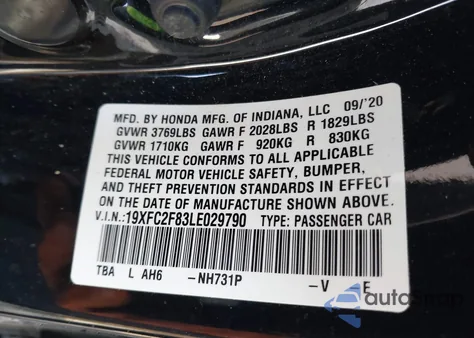 MFD. BY HONDA MFG. OF INDIANA, LLC 09/20
GVWR 3769LBS GAWR F 2028LBS R 1829LBS
GVWR 1710KG GAWR F 920KG R 830KG
THIS VEHICLE CONFORMS TO ALL APPLICABLE
FEDERAL MOTOR VEHICLE SAFETY, BUMPER,
AND THEFT PREVENTION STANDARDS IN EFFECT
ON THE DATE OF MANUFACTURE SHOWN ABOVE.
V.I.N.: 19XFC2F83LE029790 TYPE: PASSENGER CAR
TBA L AH6 -NH731P -V -E